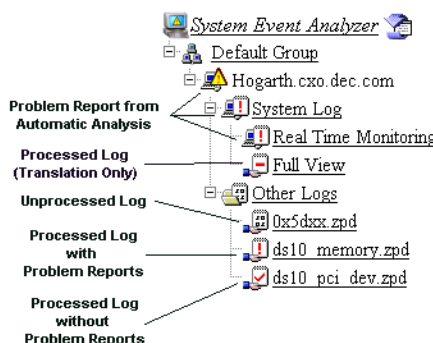 System Event Analyzer
Default Group
Hogarth.cxo.dec.com
Problem Report from
Automatic Analysis
System Log
Real Time Monitoring
Processed Log
(Translation Only)
Full View
Unprocessed Log
Other Logs
0x5dxx.zpd
Processed Log
with
Problem Reports
ds10_memory.zpd
ds10_pci_dev.zpd
Processed Log
without
Problem Reports